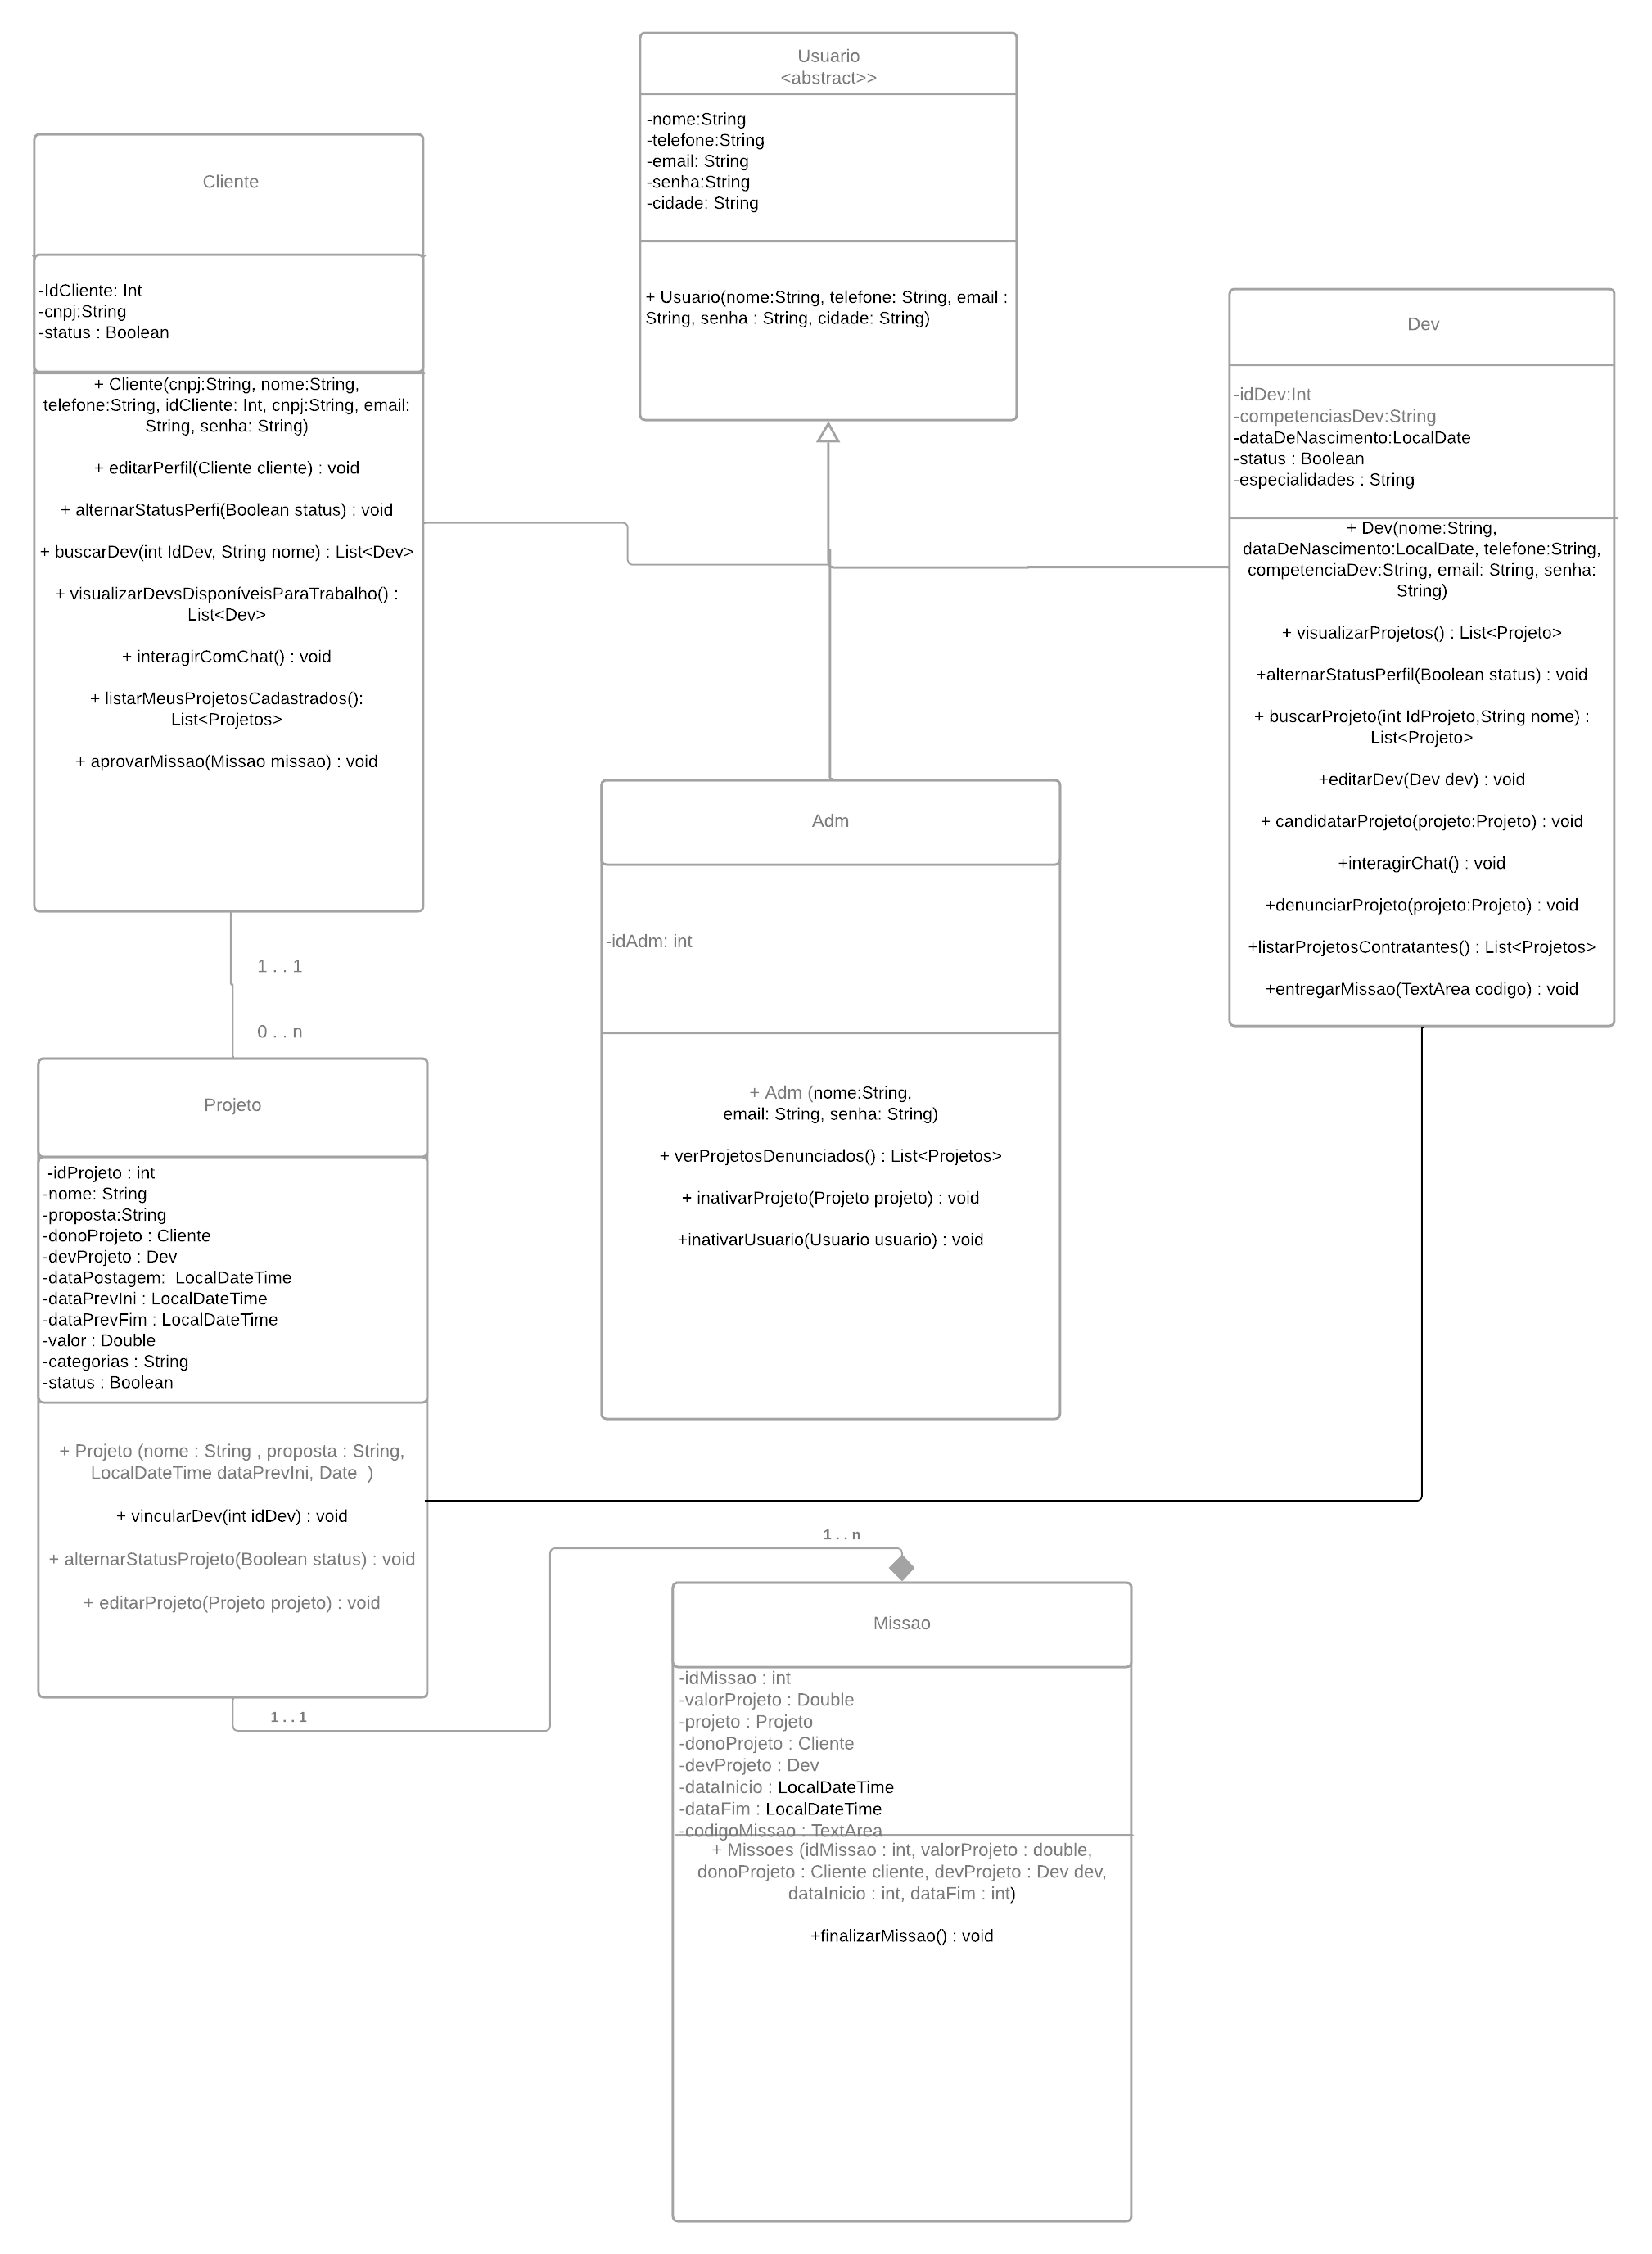 Usuario
<abstract>>
-nome:String
-telefone:String
-email: String
-senha:String
-cidade: String
+ Usuario(nome:String, telefone: String, email :
String, senha : String, cidade: String)
Cliente
-IdCliente: Int
-cnpj:String
-status : Boolean
+ Cliente(cnpj:String, nome:String,
telefone:String, idCliente: Int, cnpj:String, email:
String, senha: String)
+ editarPerfil(Cliente cliente) : void
+ alternarStatusPerfi(Boolean status) : void
+ buscarDev(int IdDev, String nome) : List<Dev>
+ visualizarDevsDisponíveisParaTrabalho() :
List<Dev>
+ interagirComChat() : void
+ listarMeusProjetosCadastrados():
List<Projetos>
+ aprovarMissao(Missao missao) : void
Dev
-idDev:Int
-competenciasDev:String
-dataDeNascimento:LocalDate
-status : Boolean
-especialidades : String
+ Dev(nome:String,
dataDeNascimento:LocalDate, telefone:String,
competenciaDev:String, email: String, senha:
String)
+ visualizarProjetos() : List<Projeto>
+alternarStatusPerfil(Boolean status) : void
+ buscarProjeto(int IdProjeto,String nome) :
List<Projeto>
+editarDev(Dev dev) : void
+ candidatarProjeto(projeto:Projeto) : void
+interagirChat() : void
+denunciarProjeto(projeto:Projeto) : void
+listarProjetosContratantes() : List<Projetos>
+entregarMissao(TextArea codigo) : void
Adm
-idAdm: int
+ Adm (nome:String,
email: String, senha: String)
+ verProjetosDenunciados() : List<Projetos>
+ inativarProjeto(Projeto projeto) : void
+inativarUsuario(Usuario usuario) : void
1 . . 1
0 . . n
Projeto
-idProjeto : int
-nome: String
-proposta:String
-donoProjeto : Cliente
-devProjeto : Dev
-dataPostagem:  LocalDateTime
-dataPrevIni : LocalDateTime
-dataPrevFim : LocalDateTime
-valor : Double
-categorias : String
-status : Boolean
+ Projeto (nome : String , proposta : String,
LocalDateTime dataPrevIni, Date  )
+ vincularDev(int idDev) : void
+ alternarStatusProjeto(Boolean status) : void
+ editarProjeto(Projeto projeto) : void
1 . . 1
1 . . n
Missao
-idMissao : int
-valorProjeto : Double
-projeto : Projeto
-donoProjeto : Cliente
-devProjeto : Dev
-dataInicio : LocalDateTime
-dataFim : LocalDateTime
-codigoMissao : TextArea
+ Missoes (idMissao : int, valorProjeto : double,
donoProjeto : Cliente cliente, devProjeto : Dev dev,
dataInicio : int, dataFim : int)
+finalizarMissao() : void